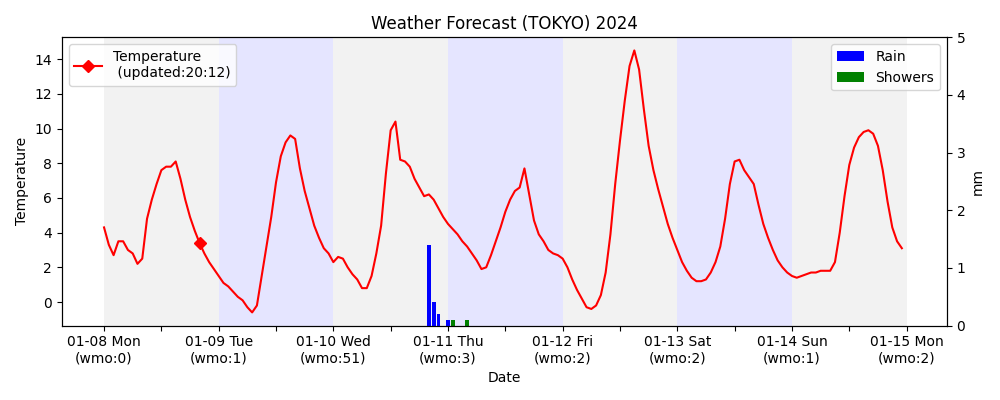 Weather Forecast (TOKYO) 2024
Temperature
(updated:20:12)
Rain
Showers
14
12
10
8
6
4
2
0
Temperature
5
4
3
2
1
0
mm
01-08 Mon
(wmo:0)
01-09 Tue
(wmo:1)
01-10 Wed
(wmo:51)
01-11 Thu
(wmo:3)
01-12 Fri
(wmo:2)
01-13 Sat
(wmo:2)
01-14 Sun
(wmo:1)
01-15 Mon
(wmo:2)
Date